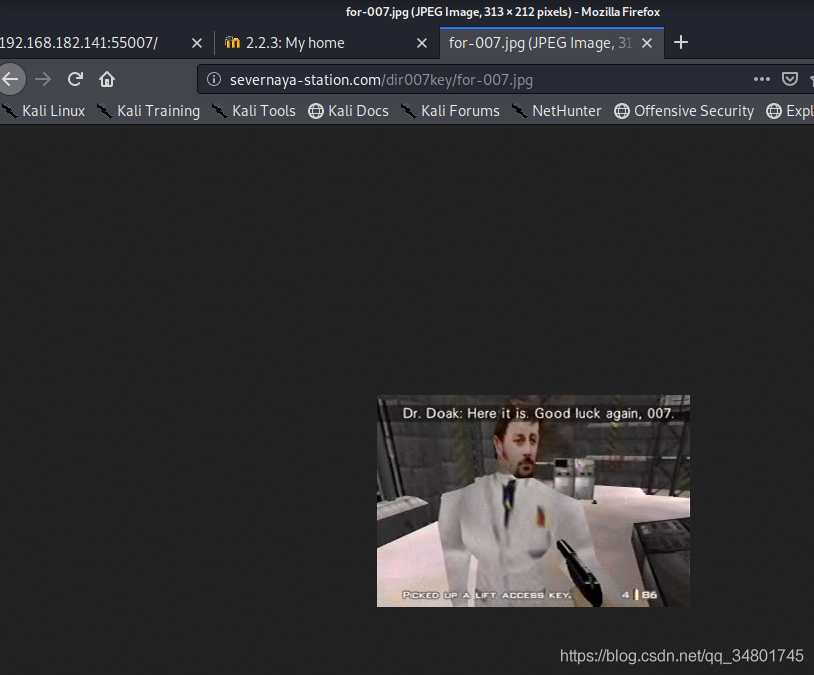 for-007.jpg (JPEG Image, 313 × 212 pixels) - Mozilla Firefox
192.168.182.141:55007/
2.2.3: My home
for-007.jpg (JPEG Image, 31
severnaya-station.com/dir007key/for-007.jpg
Kali Linux Kali Training Kali Tools Kali Docs Kali Forums NetHunter Offensive Security Expl
Dr. Doak: Here it is. Good luck again, 007.
PICKED UP A LIFT ACCESS KEY.
4 86
https://blog.csdn.net/qq_34801745